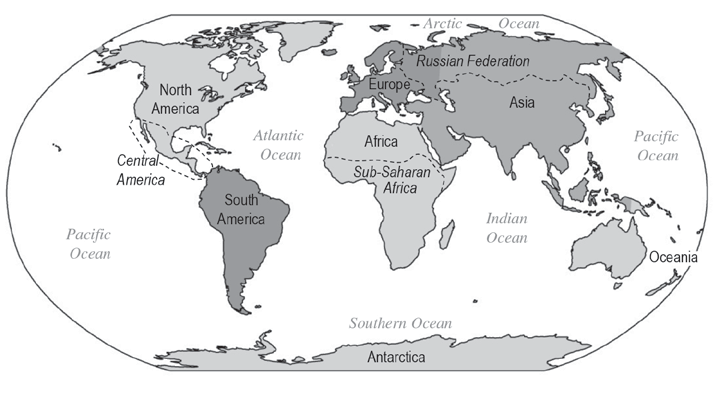 Arctic Ocean
Russian Federation
Europe
North
America
Asia
Atlantic
Ocean
Africa
Pacific
Ocean
Central
America
Sub-Saharan
Africa
South
America
Indian
Ocean
Pacific
Ocean
Oceania
Southern Ocean
Antarctica